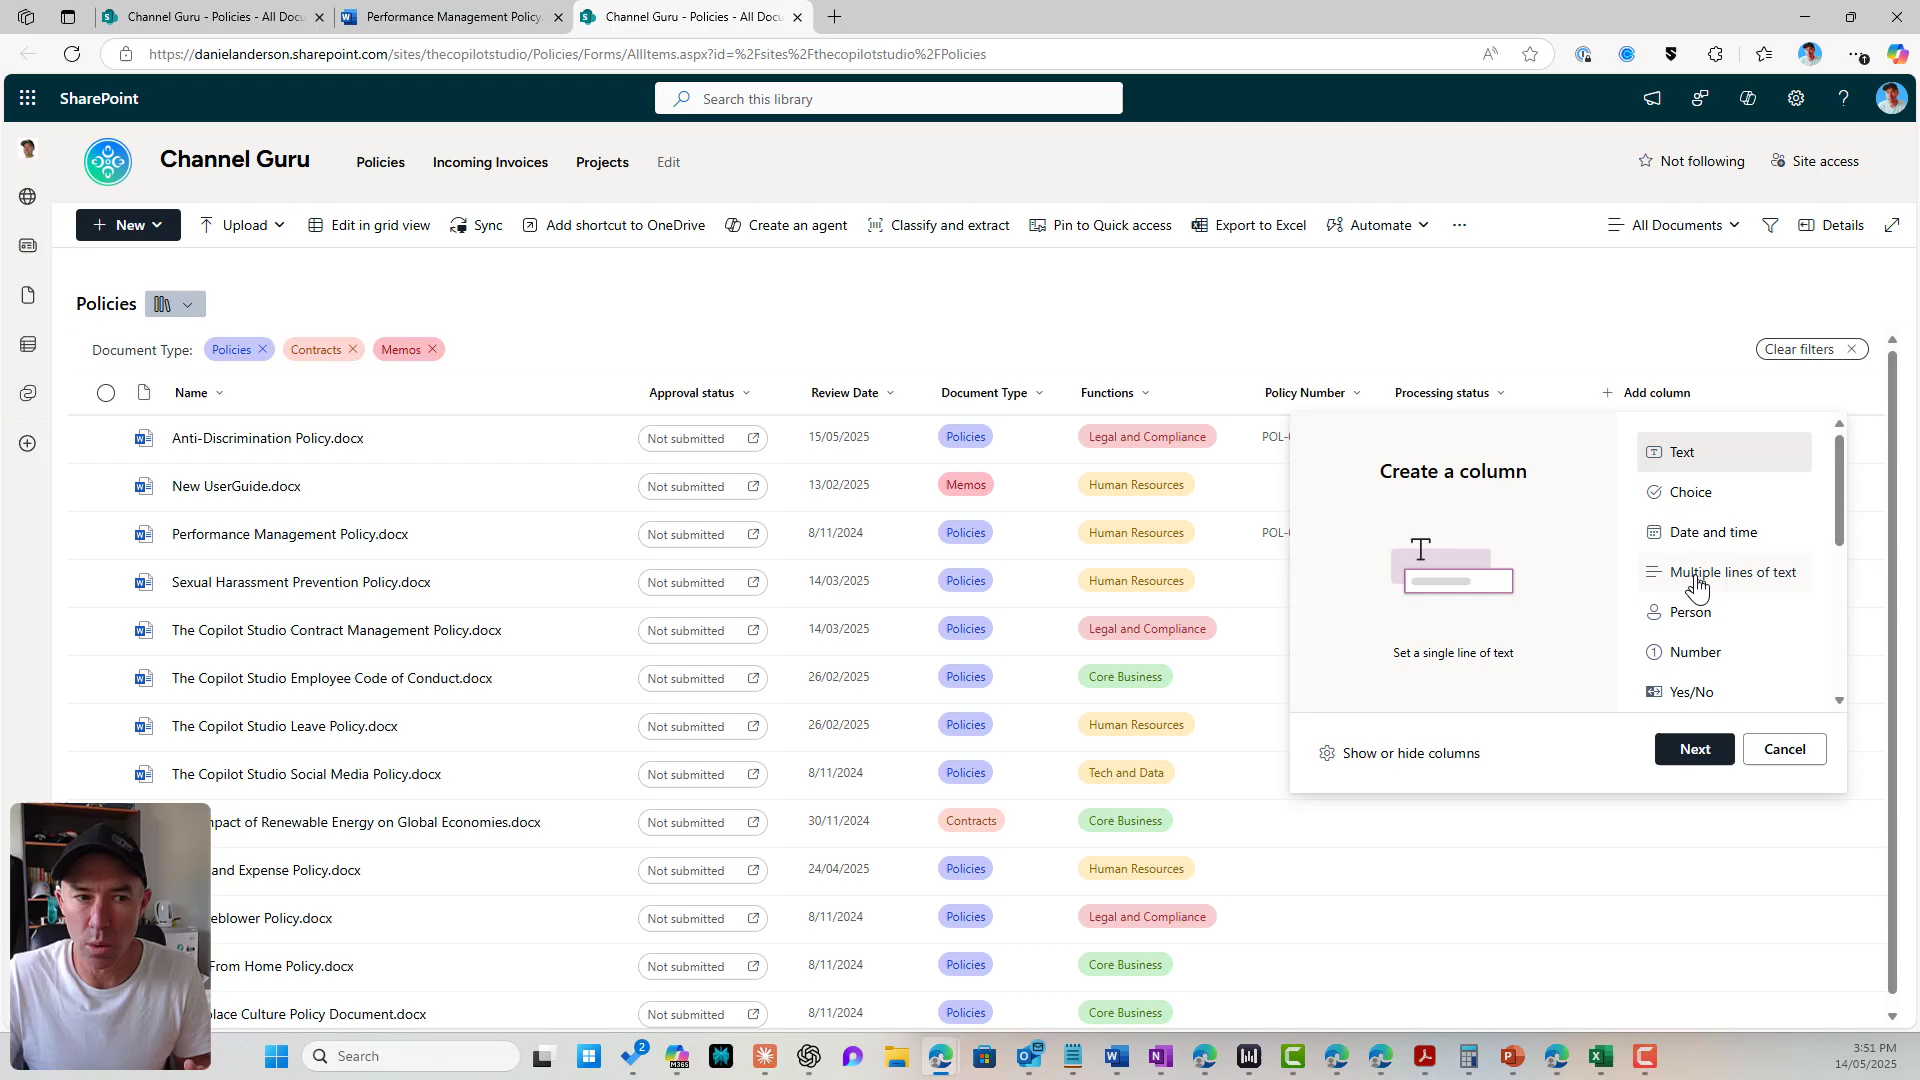 Channel Guru - Policies - All Docu
Performance Management Policy.
Channel Guru - Policies - All Docu
https://danielanderson.sharepoint.com/sites/thecopilotstudio/Policies/Forms/AllItems.aspx?id=%2Fsites%2Fthecopilotstudio%2FPolicies
SharePoint
Search this library
Channel Guru
Policies
Incoming Invoices
Projects
Edit
Not following
Site access
New
Upload
Edit in grid view
Sync
Add shortcut to OneDrive
Create an agent
Classify and extract
Pin to Quick access
Export to Excel
Automate
All Documents
Details
Policies
Document Type:
Policies
Contracts
Memos
Clear filters
Name
Approval status
Review Date
Document Type
Functions
Policy Number
Processing status
Add column
Anti-Discrimination Policy.docx
Not submitted
15/05/2025
Policies
Legal and Compliance
New UserGuide.docx
Not submitted
13/02/2025
Memos
Human Resources
Performance Management Policy.docx
Not submitted
8/11/2024
Policies
Human Resources
Sexual Harassment Prevention Policy.docx
Not submitted
14/03/2025
Policies
Human Resources
The Copilot Studio Contract Management Policy.docx
Not submitted
14/03/2025
Policies
Legal and Compliance
The Copilot Studio Employee Code of Conduct.docx
Not submitted
26/02/2025
Policies
Core Business
The Copilot Studio Leave Policy.docx
Not submitted
26/02/2025
Policies
Human Resources
The Copilot Studio Social Media Policy.docx
Not submitted
8/11/2024
Policies
Tech and Data
mpact of Renewable Energy on Global Economies.docx
Not submitted
30/11/2024
Contracts
Core Business
and Expense Policy.docx
Not submitted
24/04/2025
Policies
Human Resources
eblower Policy.docx
Not submitted
8/11/2024
Policies
Legal and Compliance
From Home Policy.docx
Not submitted
8/11/2024
Policies
Core Business
place Culture Policy Document.docx
Not submitted
8/11/2024
Policies
Core Business
Create a column
Set a single line of text
Text
Choice
Date and time
Multiple lines of text
Person
Number
Yes/No
Show or hide columns
Next
Cancel
Search
2
M365
3:51 PM
14/05/2025